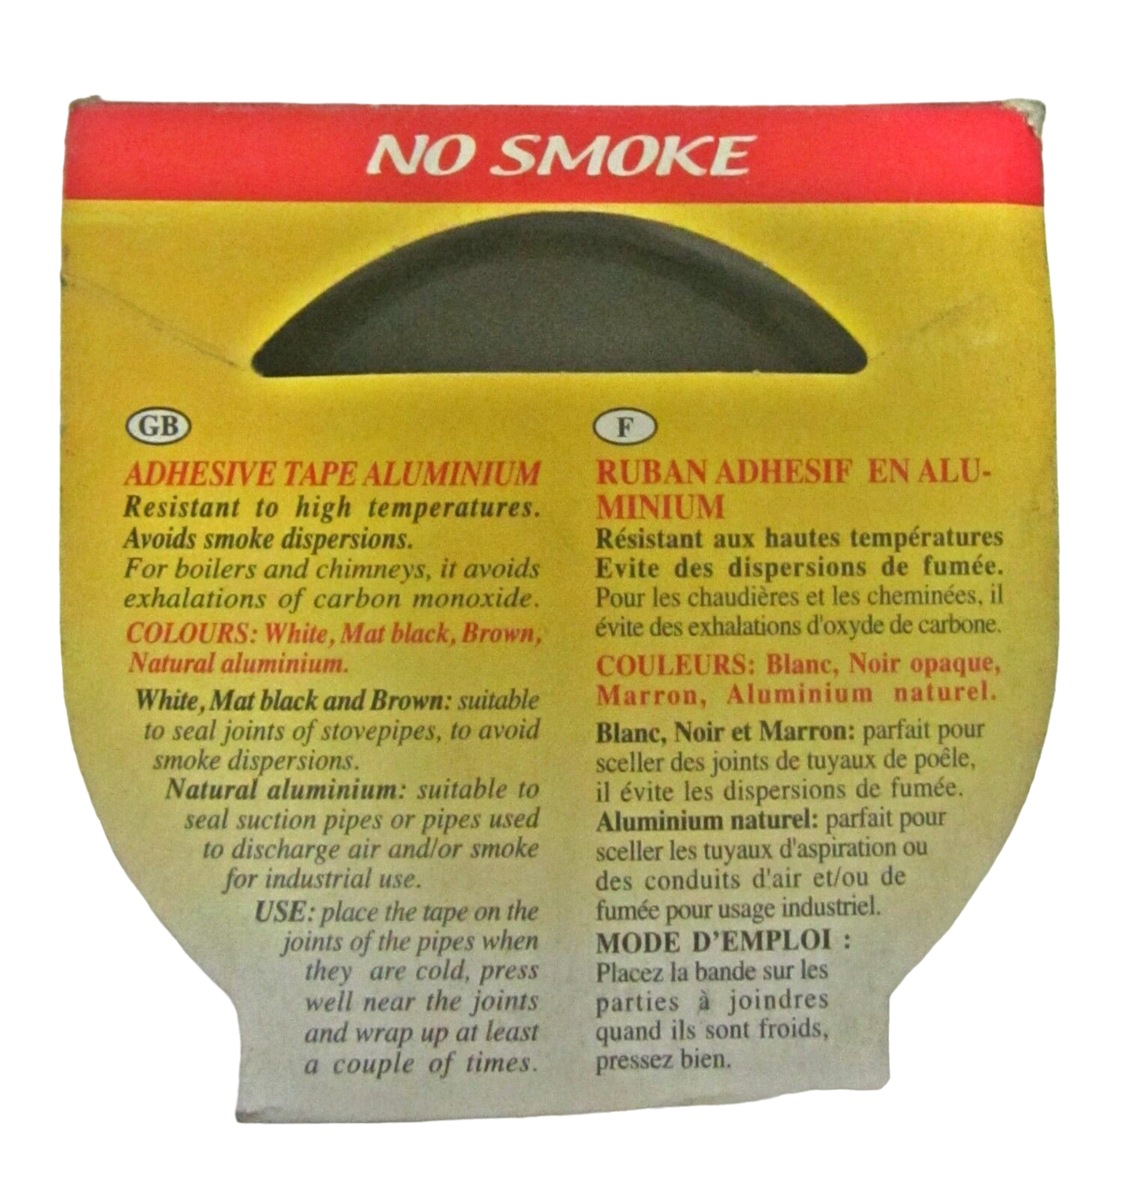 NO SMOKE
GB
ADHESIVE TAPE ALUMINIUM
Resistant to high temperatures.
Avoids smoke dispersions.
For boilers and chimneys, it avoids
exhalations of carbon monoxide.
COLOURS: White, Mat black, Brown,
Natural aluminium.
White, Mat black and Brown: suitable
to seal joints of stovepipes, to avoid
smoke dispersions.
Natural aluminium: suitable to
seal suction pipes or pipes used
to discharge air and/or smoke
for industrial use.
USE: place the tape on the
joints of the pipes when
they are cold, press
well near the joints
and wrap up at least
a couple of times.
F
RUBAN ADHESIF EN ALU-
MINIUM
Résistant aux hautes températures
Evite des dispersions de fumée.
Pour les chaudières et les cheminées, il
évite des exhalations d'oxyde de carbone.
COULEURS: Blanc, Noir opaque,
Marron, Aluminium naturel.
Blanc, Noir et Marron: parfait pour
sceller des joints de tuyaux de poêle,
il évite les dispersions de fumée.
Aluminium naturel: parfait pour
sceller les tuyaux d'aspiration ou
des conduits d'air et/ou de
fumée pour usage industriel.
MODE D'EMPLOI :
Placez la bande sur les
parties à joindres
quand ils sont froids,
pressez bien.